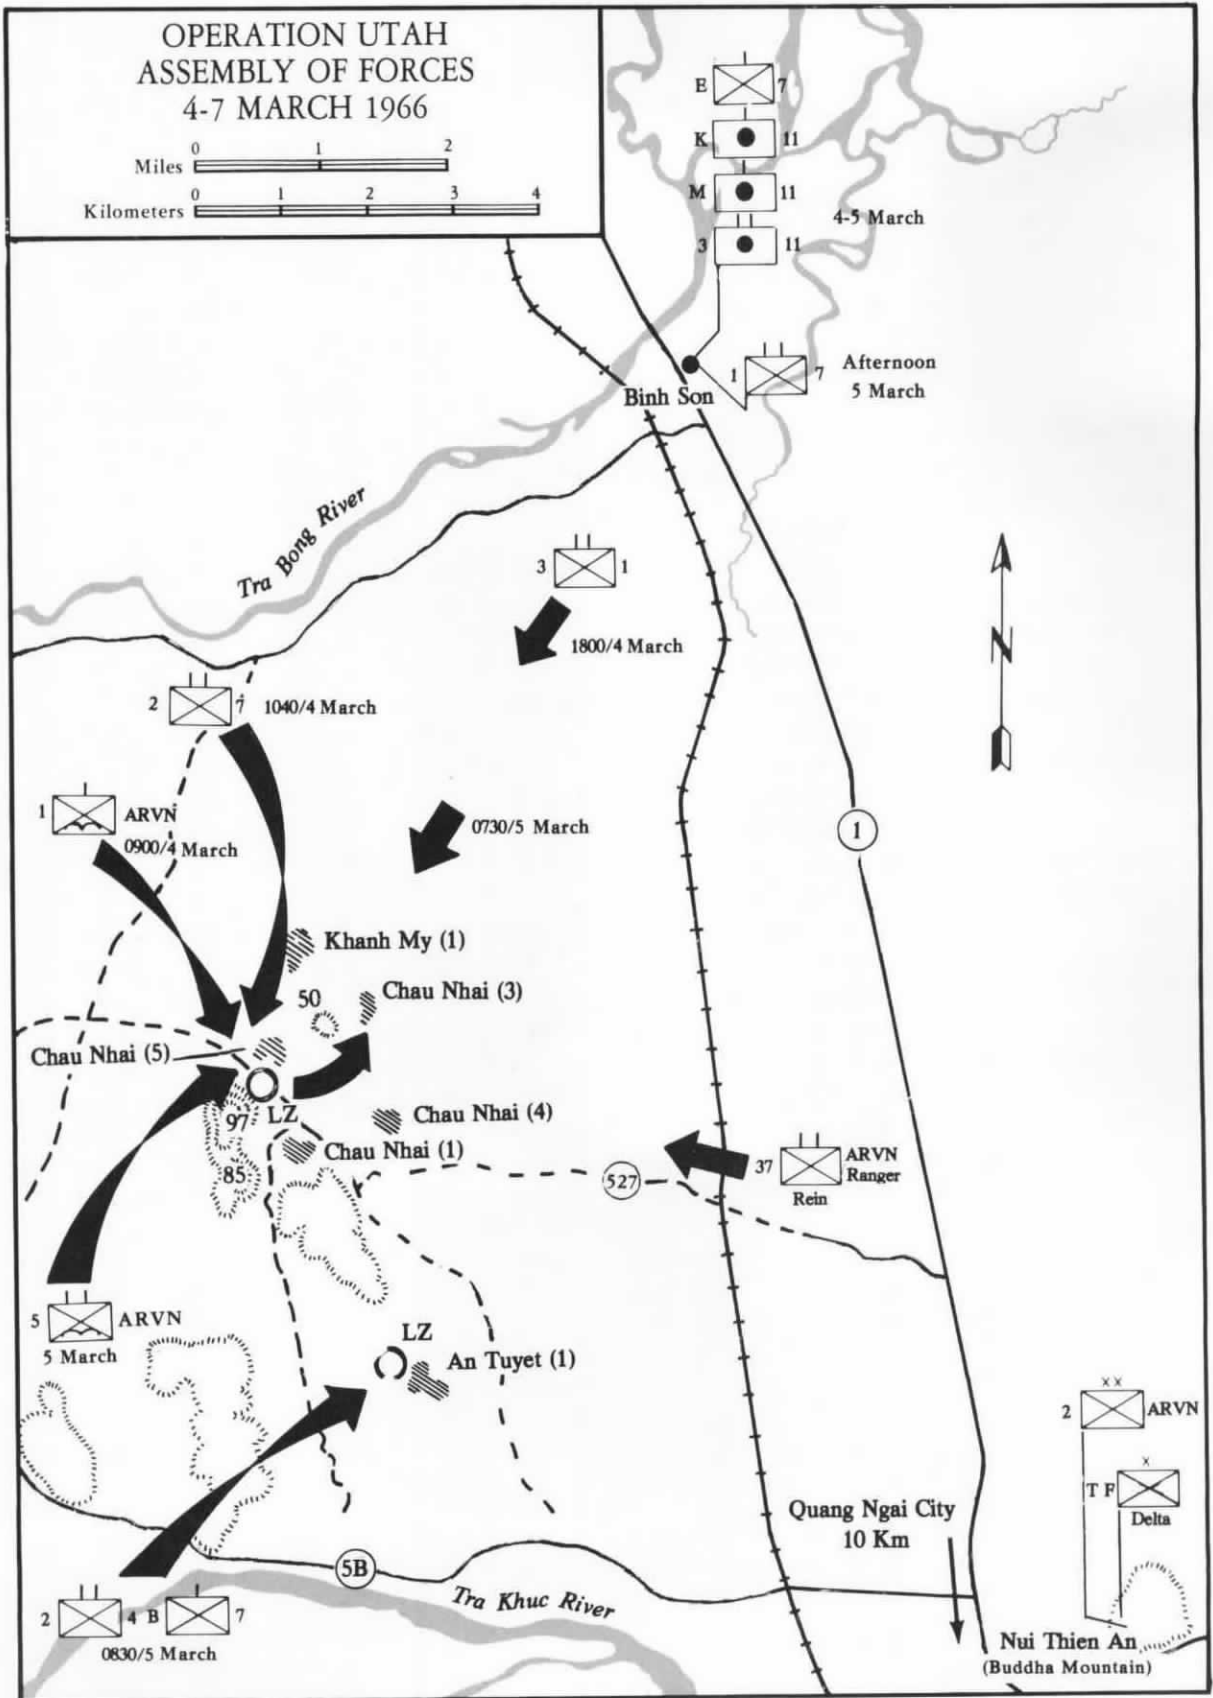 OPERATION UTAH
ASSEMBLY OF FORCES
4-7 MARCH 1966
0 1 2
Miles
0 1 2 3 4
Kilometers
E 7
K 11
M 11
4-5 March
3 11
1 7
Afternoon
5 March
Binh Son
Tra Bong River
3 1
1800/4 March
N
2 7 1040/4 March
1 ARVN
0900/4 March
0730/5 March
1
Khanh My (1)
50
Chau Nhai (3)
Chau Nhai (5)
97
LZ
Chau Nhai (4)
Chau Nhai (1)
85
527
37 ARVN
Ranger
Rein
5 ARVN
5 March
LZ
An Tuyet (1)
XX
2 ARVN
X
TF
Delta
Quang Ngai City
10 Km
5B
Tra Khuc River
2 4 B 7
0830/5 March
Nui Thien An
(Buddha Mountain)